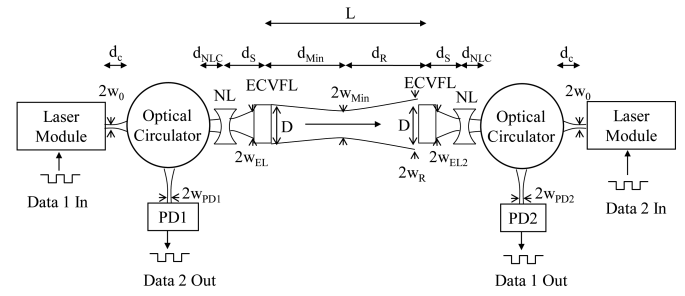 L
d_c
d_NLC
d_S
d_Min
d_R
d_S
d_NLC
d_c
ECVFL
ECVFL
2w_0
NL
2w_Min
NL
2w_0
Laser
Module
Optical
Circulator
D
D
Optical
Circulator
Laser
Module
2w_EL
2w_EL2
2w_R
Data 1 In
2w_PD1
2w_PD2
Data 2 In
PD1
PD2
Data 2 Out
Data 1 Out